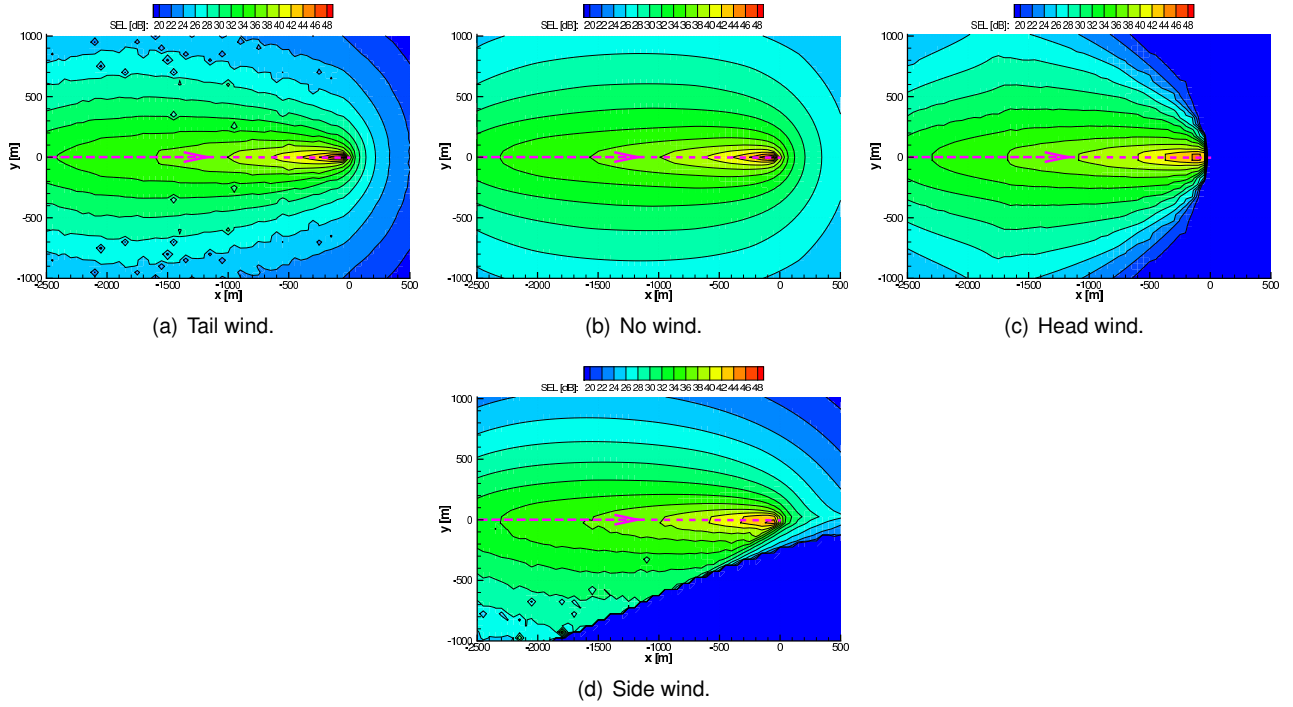 SEL [dB]: 20 22 24 26 28 30 32 34 36 38 40 42 44 46 48
1000
500
0
-500
-1000
y [m]
-2500 -2000 -1500 -1000 -500 0 500
x [m]
(a) Tail wind.
SEL [dB]: 20 22 24 26 28 30 32 34 36 38 40 42 44 46 48
1000
500
0
-500
-1000
y [m]
-2500 -2000 -1500 -1000 -500 0 500
x [m]
(b) No wind.
SEL [dB]: 20 22 24 26 28 30 32 34 36 38 40 42 44 46 48
1000
500
0
-500
-1000
y [m]
-2500 -2000 -1500 -1000 -500 0 500
x [m]
(c) Head wind.
SEL [dB]: 20 22 24 26 28 30 32 34 36 38 40 42 44 46 48
1000
500
0
-500
-1000
y [m]
-2500 -2000 -1500 -1000 -500 0 500
x [m]
(d) Side wind.